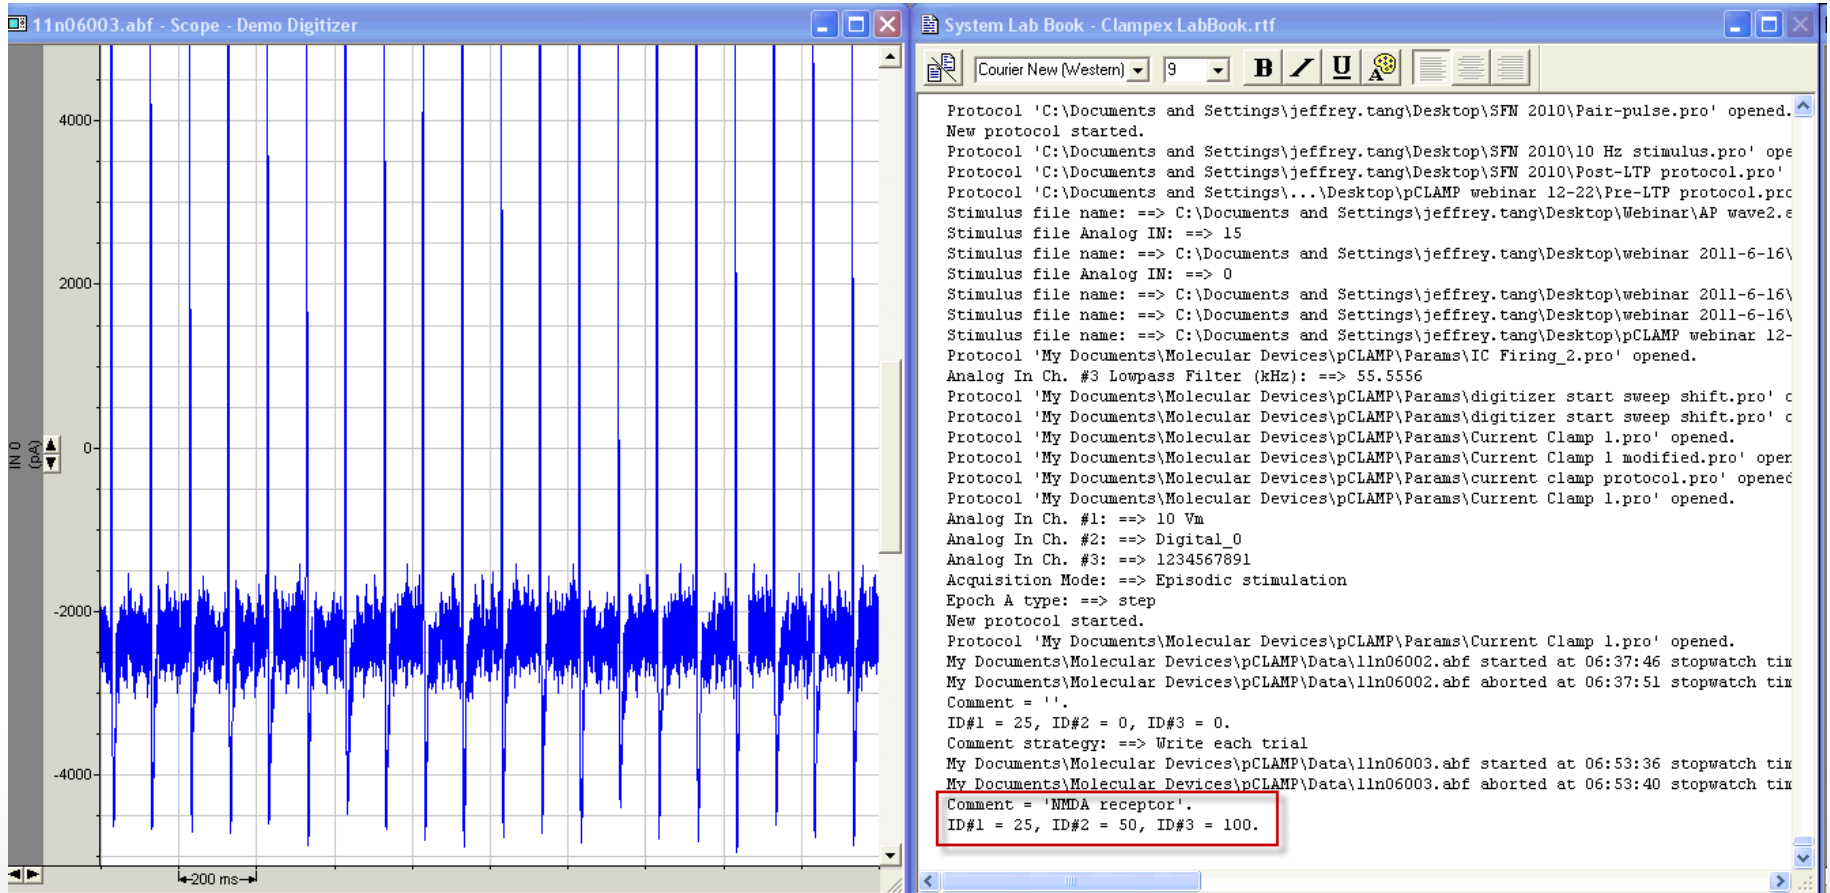 11n06003.abf - Scope - Demo Digitizer
4000
2000
0
-2000
-4000
IN 0
(pA)
200 ms
System Lab Book - Clampex LabBook.rtf
Courier New (Western) 9 B I U A
Protocol 'C:\Documents and Settings\jeffrey.tang\Desktop\SFN 2010\Pair-pulse.pro' opened.
New protocol started.
Protocol 'C:\Documents and Settings\jeffrey.tang\Desktop\SFN 2010\10 Hz stimulus.pro' ope
Protocol 'C:\Documents and Settings\jeffrey.tang\Desktop\SFN 2010\Post-LTP protocol.pro'
Protocol 'C:\Documents and Settings\...\Desktop\pCLAMP webinar 12-22\Pre-LTP protocol.pro
Stimulus file name: ==> C:\Documents and Settings\jeffrey.tang\Desktop\Webinar\AP wave2.a
Stimulus file Analog IN: ==> 15
Stimulus file name: ==> C:\Documents and Settings\jeffrey.tang\Desktop\webinar 2011-6-16\
Stimulus file Analog IN: ==> 0
Stimulus file name: ==> C:\Documents and Settings\jeffrey.tang\Desktop\webinar 2011-6-16\
Stimulus file name: ==> C:\Documents and Settings\jeffrey.tang\Desktop\webinar 2011-6-16\
Stimulus file name: ==> C:\Documents and Settings\jeffrey.tang\Desktop\pCLAMP webinar 12-
Protocol 'My Documents\Molecular Devices\pCLAMP\Params\IC Firing_2.pro' opened.
Analog In Ch. #3 Lowpass Filter (kHz): ==> 55.5556
Protocol 'My Documents\Molecular Devices\pCLAMP\Params\digitizer start sweep shift.pro' o
Protocol 'My Documents\Molecular Devices\pCLAMP\Params\digitizer start sweep shift.pro' o
Protocol 'My Documents\Molecular Devices\pCLAMP\Params\Current Clamp 1.pro' opened.
Protocol 'My Documents\Molecular Devices\pCLAMP\Params\Current Clamp 1 modified.pro' open
Protocol 'My Documents\Molecular Devices\pCLAMP\Params\current clamp protocol.pro' opened
Protocol 'My Documents\Molecular Devices\pCLAMP\Params\Current Clamp 1.pro' opened.
Analog In Ch. #1: ==> 10 Vm
Analog In Ch. #2: ==> Digital_0
Analog In Ch. #3: ==> 1234567891
Acquisition Mode: ==> Episodic stimulation
Epoch A type: ==> step
New protocol started.
Protocol 'My Documents\Molecular Devices\pCLAMP\Params\Current Clamp 1.pro' opened.
My Documents\Molecular Devices\pCLAMP\Data\11n06002.abf started at 06:37:46 stopwatch tim
My Documents\Molecular Devices\pCLAMP\Data\11n06002.abf aborted at 06:37:51 stopwatch tim
Comment = ''.
ID#1 = 25, ID#2 = 0, ID#3 = 0.
Comment strategy: ==> Write each trial
My Documents\Molecular Devices\pCLAMP\Data\11n06003.abf started at 06:53:36 stopwatch tim
My Documents\Molecular Devices\pCLAMP\Data\11n06003.abf aborted at 06:53:40 stopwatch tim
Comment = 'NMDA receptor'.
ID#1 = 25, ID#2 = 50, ID#3 = 100.